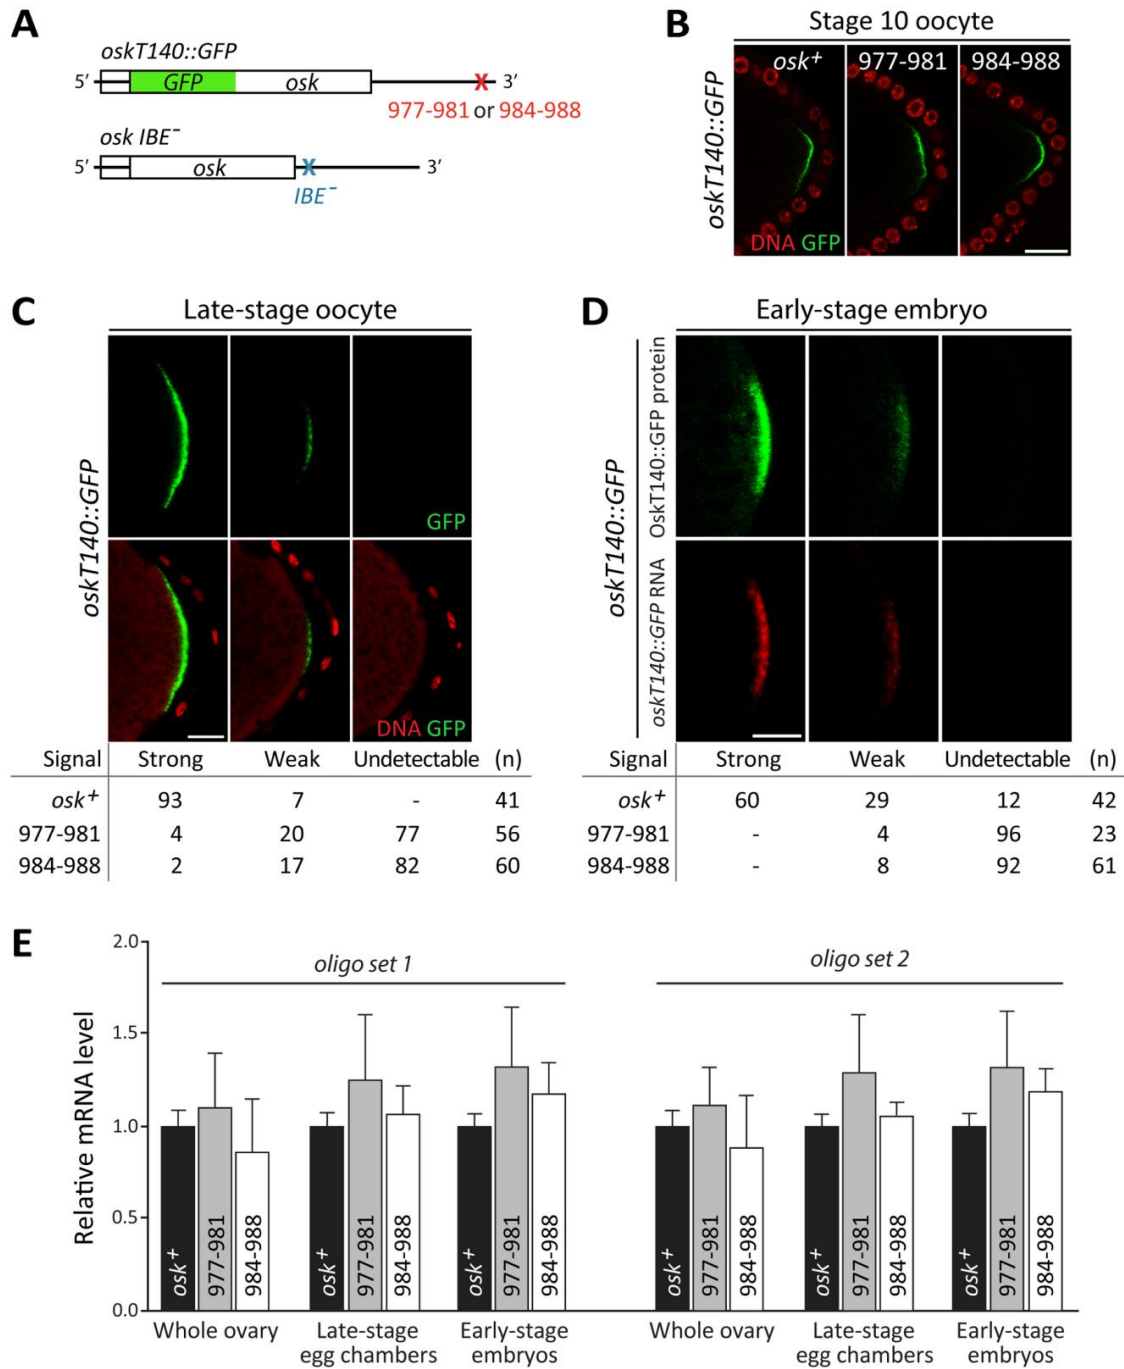 A
oskT140::GFP
5′ GFP osk 3′
X
977-981 or 984-988
osk IBE⁻
5′ osk 3′
X
IBE⁻
B
Stage 10 oocyte
oskT140::GFP
osk⁺ 977-981 984-988
DNA GFP
C
Late-stage oocyte
oskT140::GFP
GFP
DNA GFP
Signal Strong Weak Undetectable (n)
osk⁺ 93 7 - 41
977-981 4 20 77 56
984-988 2 17 82 60
D
Early-stage embryo
oskT140::GFP
OskT140::GFP protein
oskT140::GFP RNA
Signal Strong Weak Undetectable (n)
osk⁺ 60 29 12 42
977-981 - 4 96 23
984-988 - 8 92 61
E
Relative mRNA level
2.0
1.5
1.0
0.5
0.0
oligo set 1
osk⁺ 977-981 984-988
Whole ovary
osk⁺ 977-981 984-988
Late-stage
egg chambers
osk⁺ 977-981 984-988
Early-stage
embryos
oligo set 2
osk⁺ 977-981 984-988
Whole ovary
osk⁺ 977-981 984-988
Late-stage
egg chambers
osk⁺ 977-981 984-988
Early-stage
embryos